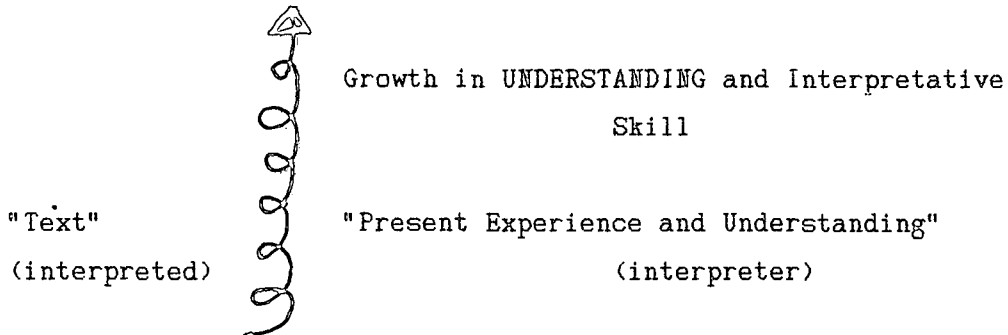 Growth in UNDERSTANDING and Interpretative
Skill
"Text" "Present Experience and Understanding"
(interpreted) (interpreter)